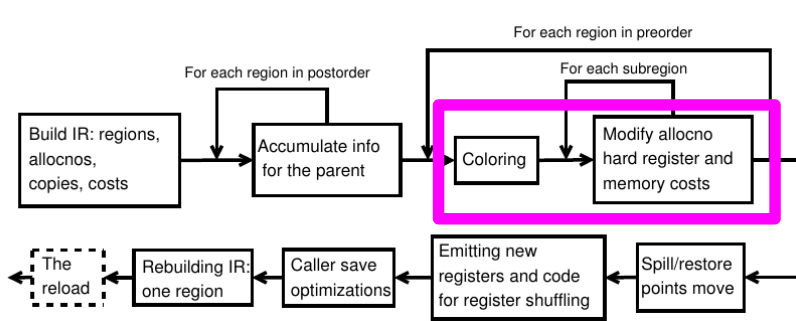 For each region in preorder
For each region in postorder
For each subregion
Build IR: regions,
allocnos,
copies, costs
Accumulate info
for the parent
Coloring
Modify allocno
hard register and
memory costs
The
reload
Rebuilding IR:
one region
Caller save
optimizations
Emitting new
registers and code
for register shuffling
Spill/restore
points move